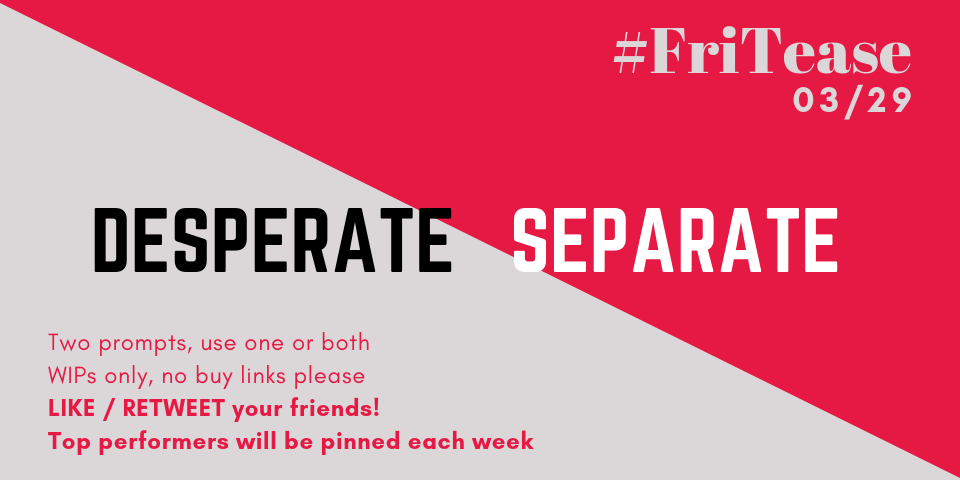 #FriTease
03/29
DESPERATE SEPARATE
Two prompts, use one or both
WIPs only, no buy links please
LIKE / RETWEET your friends!
Top performers will be pinned each week